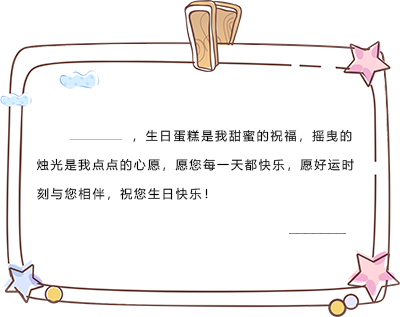 ______，生日蛋糕是我甜蜜的祝福，摇曳的
烛光是我点点的心愿，愿您每一天都快乐，愿好运时
刻与您相伴，祝您生日快乐！
______